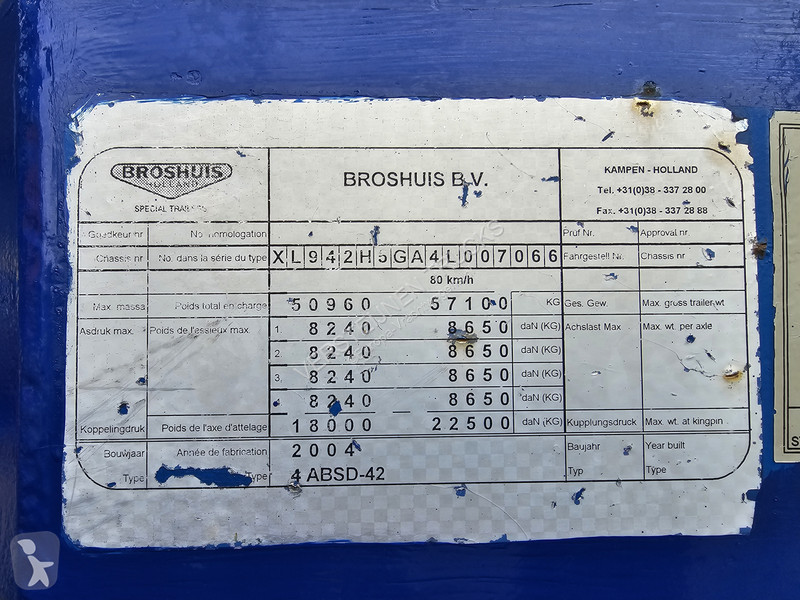 BROSHUIS
HOLLAND
SPECIAL TRAILERS
BROSHUIS B.V.
KAMPEN - HOLLAND
Tel. +31(0)38 - 337 28 00
Fax. +31(0)38 - 337 28 88
Goedkeur nr No. homologation Prüf Nr. Approval nr.
Chassis nr No. dans la série du type XL942H5GA4L007066 Fahrgestell Nr. Chassis nr
80 km/h
Max. massa Poids total en charge 50960 57100 KG Ges. Gew. Max. gross trailer wt
Asdruk max. Poids de l'essieux max 1. 8240 8650 daN (KG) Achslast Max. Max. wt. per axle
2. 8240 8650 daN (KG)
3. 8240 8650 daN (KG)
8240 8650 daN (KG)
Koppelingdruk Poids de l'axe d'attelage 18000 22500 daN (KG) Kupplungsdruck Max. wt. at kingpin
Bouwjaar Année de fabrication 2004 Baujahr Year built
Type Type 4 ABSD-42 Typ Type